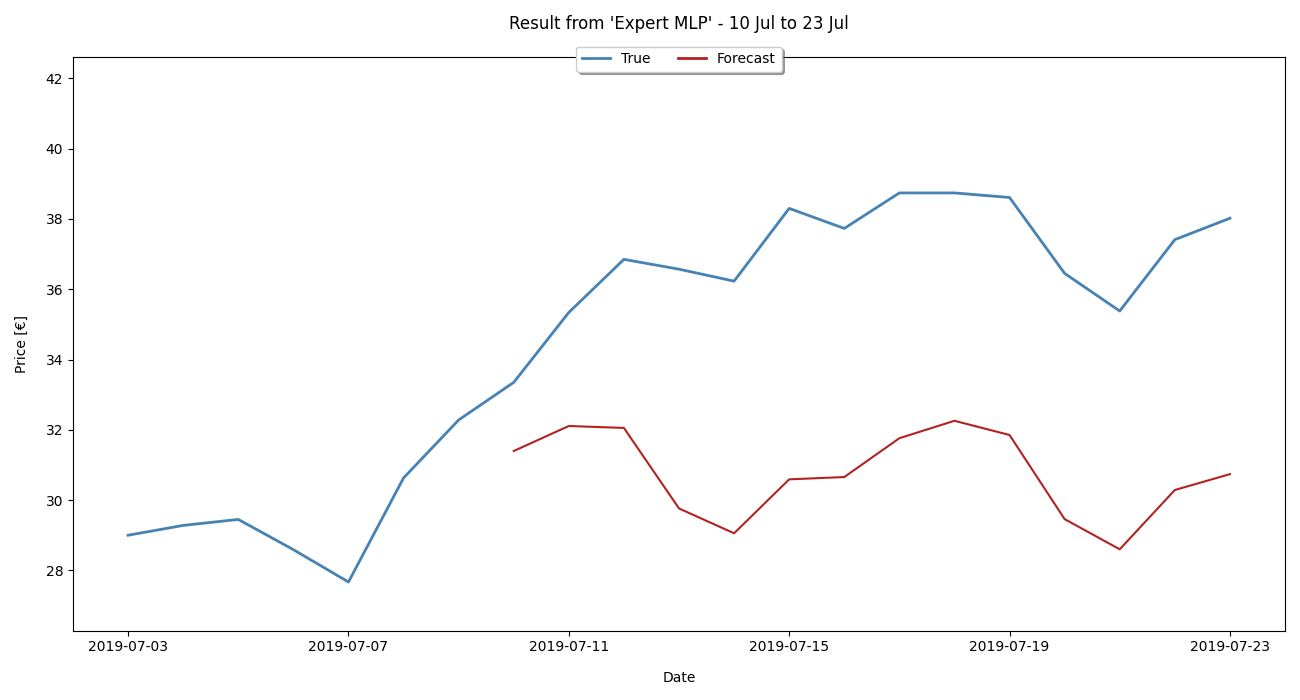 Result from 'Expert MLP' - 10 Jul to 23 Jul
True Forecast
42
40
38
36
34
32
30
28
Price [€]
2019-07-03 2019-07-07 2019-07-11 2019-07-15 2019-07-19 2019-07-23
Date